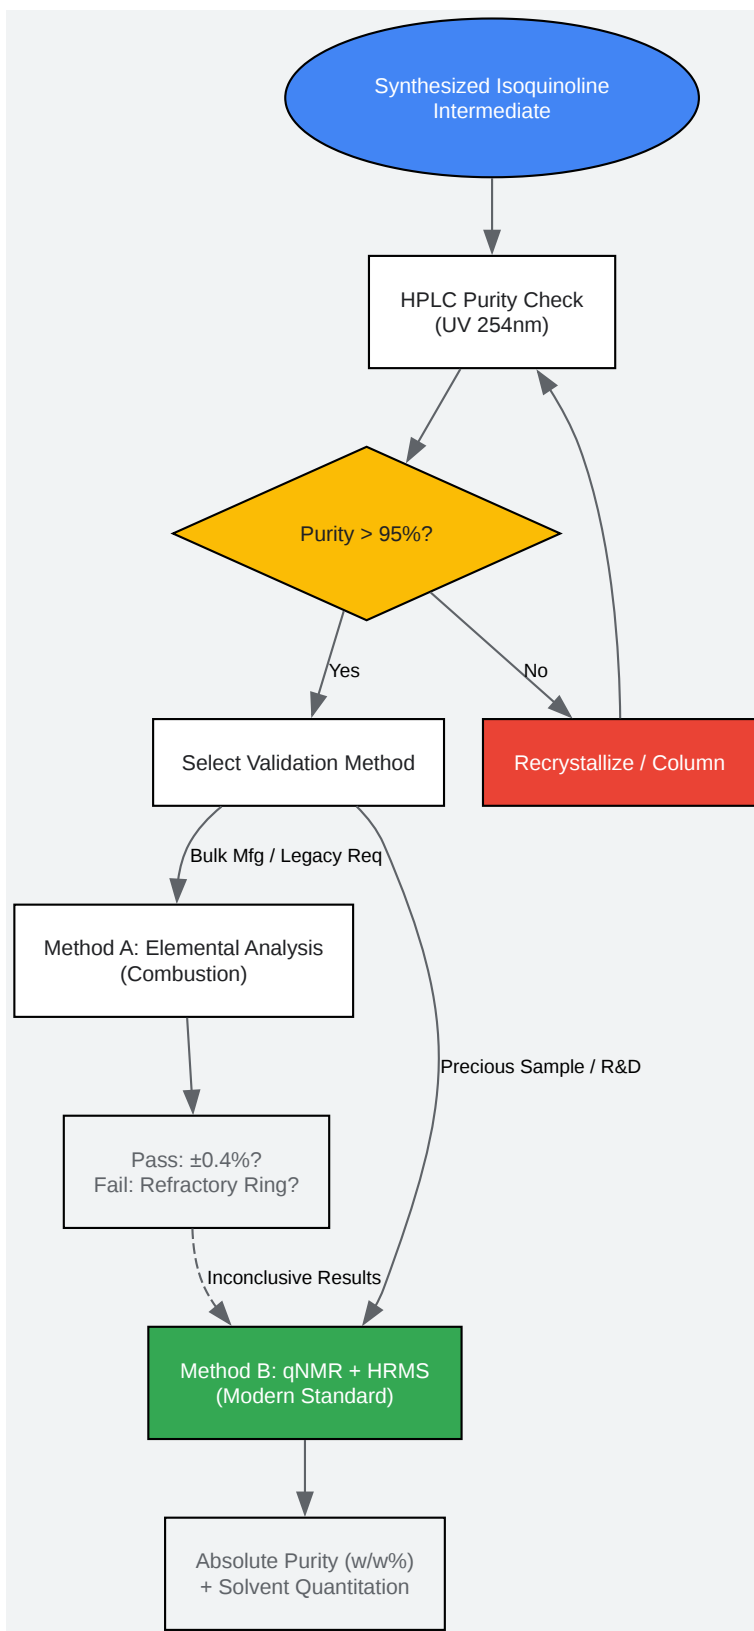 Synthesized Isoquinoline
Intermediate
HPLC Purity Check
(UV 254nm)
Purity > 95%?
Yes
No
Select Validation Method
Recrystallize / Column
Bulk Mfg / Legacy Req
Method A: Elemental Analysis
(Combustion)
Precious Sample / R&D
Pass: ±0.4%?
Fail: Refractory Ring?
Inconclusive Results
Method B: qNMR + HRMS
(Modern Standard)
Absolute Purity (w/w%)
+ Solvent Quantitation